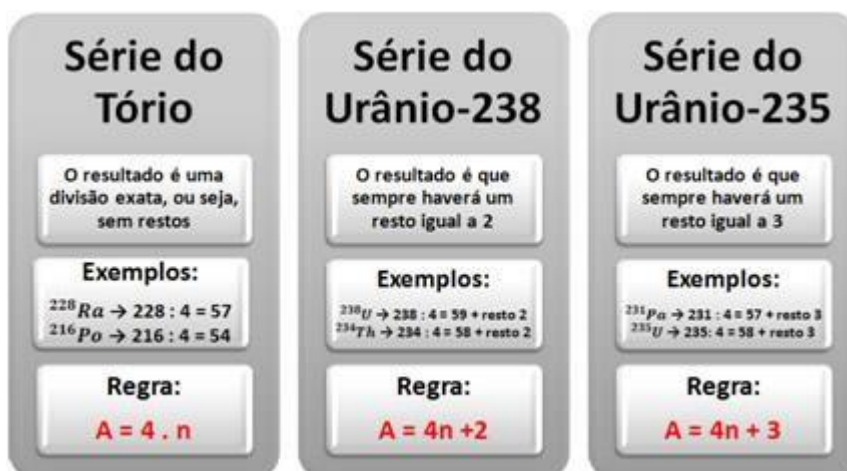 Série do
Tório
O resultado é uma
divisão exata, ou seja,
sem restos
Exemplos:
²²⁸Ra → 228 : 4 = 57
²¹⁶Po → 216 : 4 = 54
Regra:
A = 4 . n
Série do
Urânio-238
O resultado é que
sempre haverá um
resto igual a 2
Exemplos:
²³⁸U → 238 : 4 = 59 + resto 2
²³⁴Th → 234 : 4 = 58 + resto 2
Regra:
A = 4n +2
Série do
Urânio-235
O resultado é que
sempre haverá um
resto igual a 3
Exemplos:
²³¹Pa → 231 : 4 = 57 + resto 3
²³⁵U → 235: 4 = 58 + resto 3
Regra:
A = 4n + 3